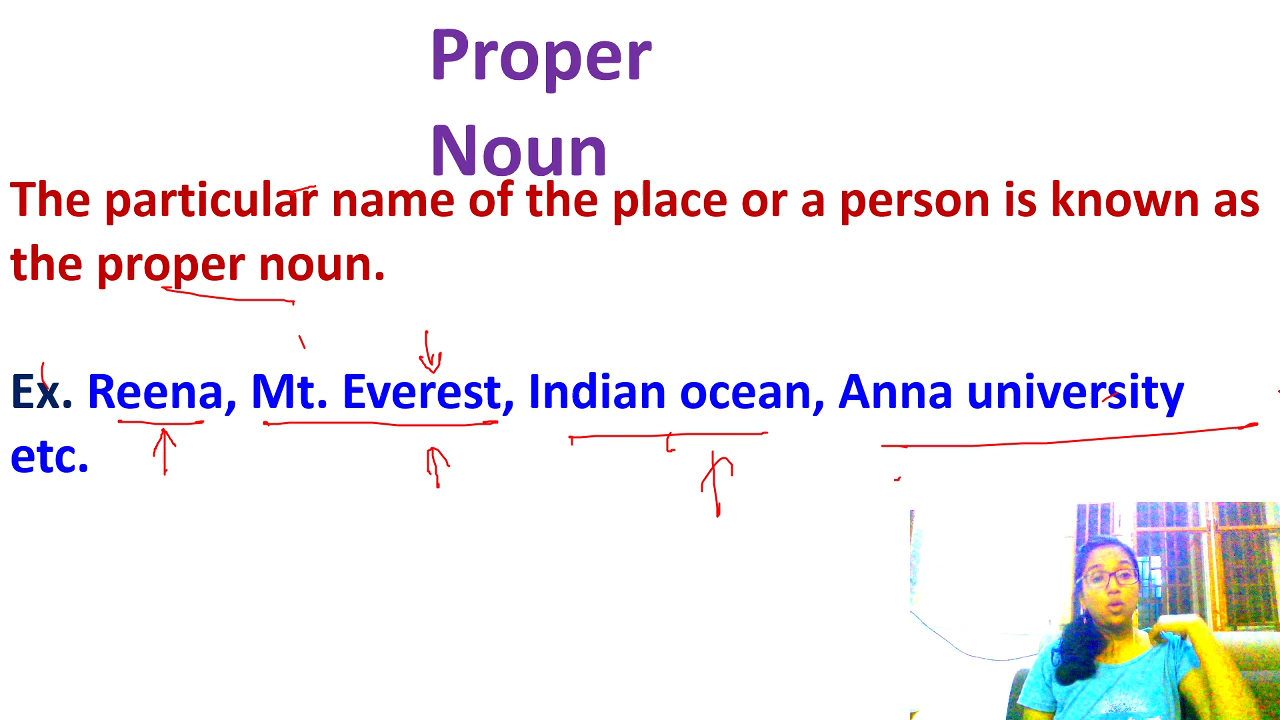 Proper
Noun
The particular name of the place or a person is known as
the proper noun.
Ex. Reena, Mt. Everest, Indian ocean, Anna university
etc.